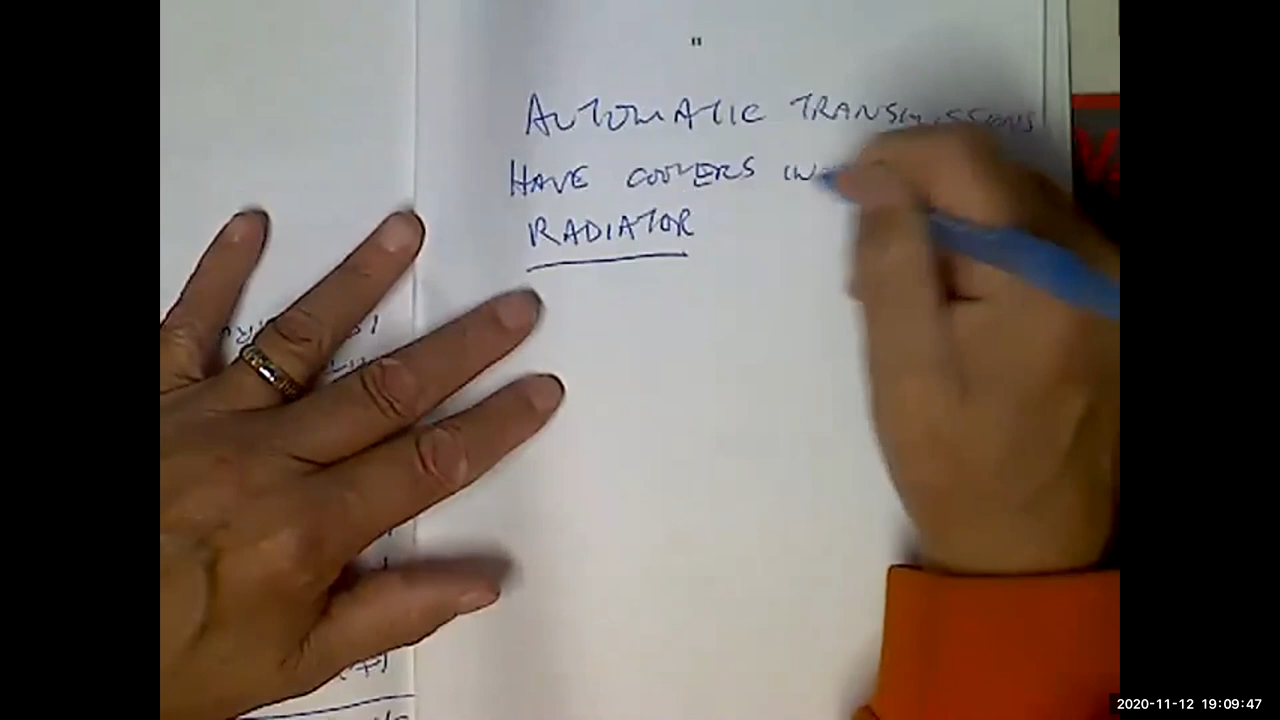 "
AUTOMATIC TRANSMISSIONS
HAVE COOLERS IN
RADIATOR
2020-11-12 19:09:47